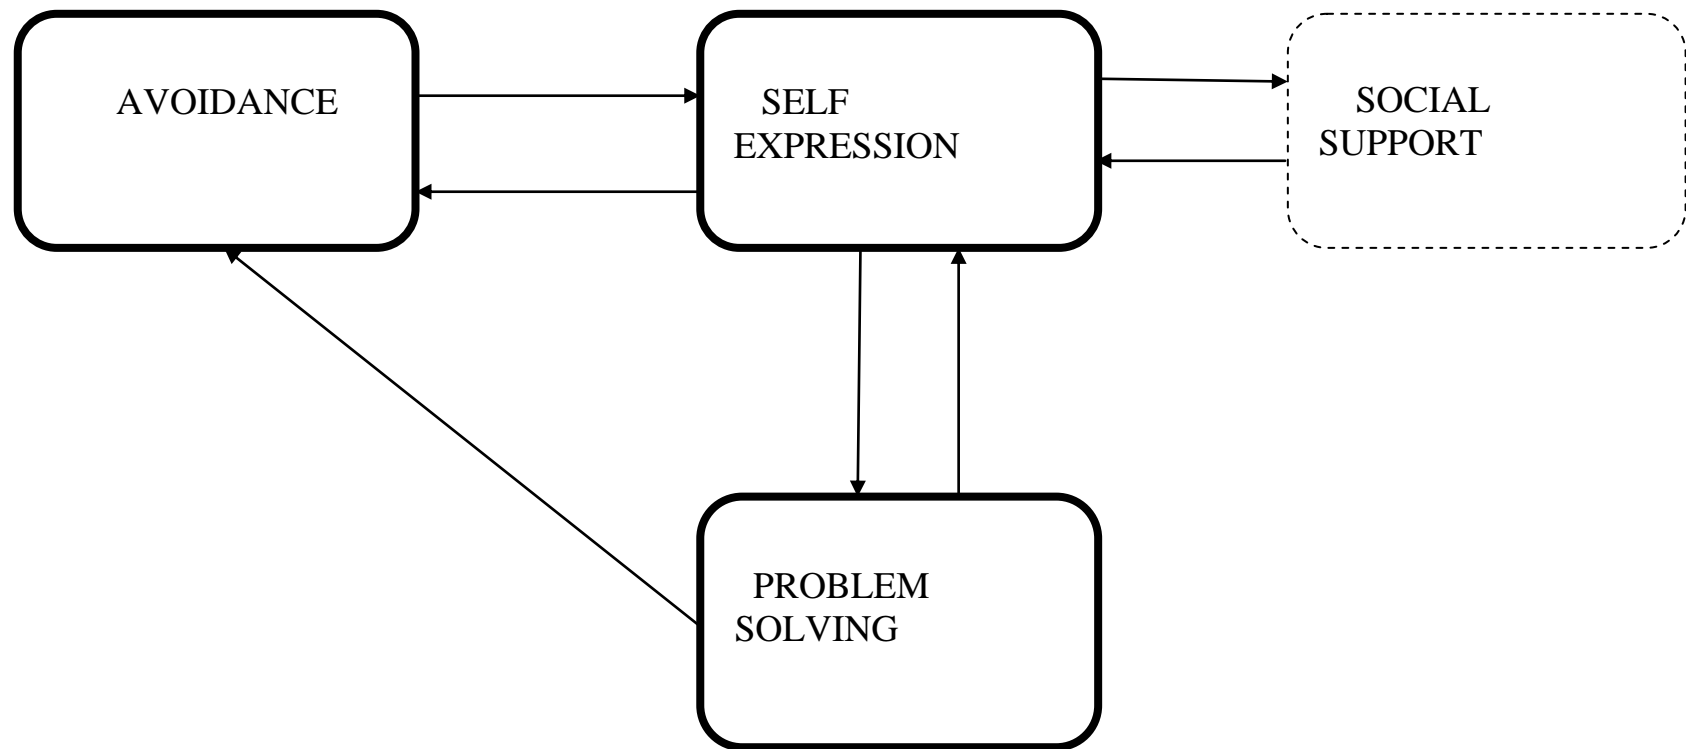 AVOIDANCE
SELF
EXPRESSION
SOCIAL
SUPPORT
PROBLEM
SOLVING